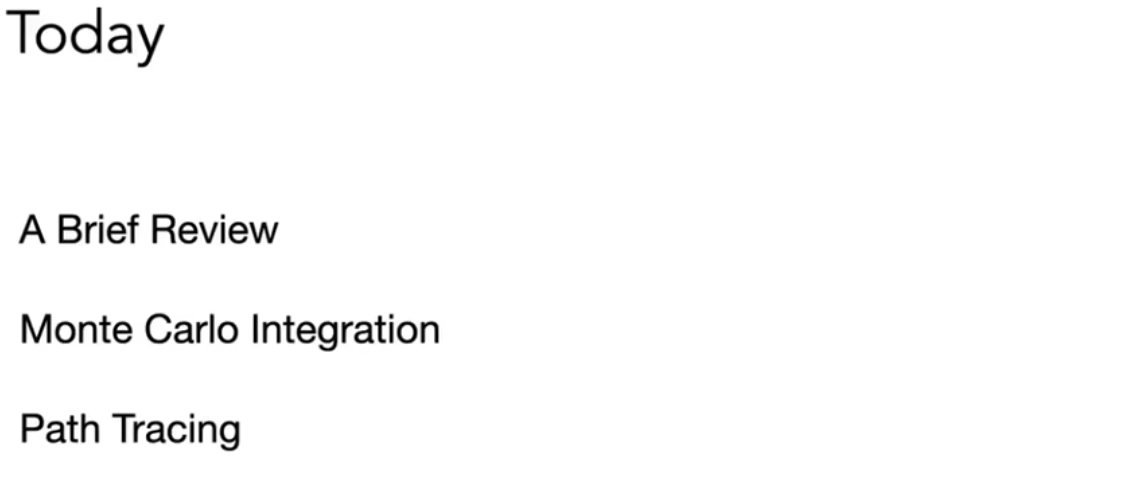 Today
A Brief Review
Monte Carlo Integration
Path Tracing